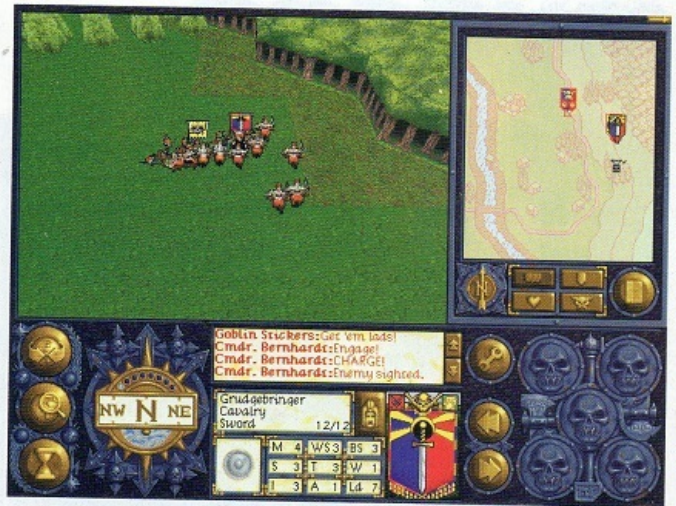 Goblin Stickers:Get 'em lads!
Cmdr. Bernhardt:Engage!
Cmdr. Bernhardt:CHARGE!
Cmdr. Bernhardt:Enemy sighted.
NW N NE
Grudgebringer
Cavalry
Sword 12/12
M 4 WS 3 BS 3
S 3 T 3 W 1
I 3 A 1 Ld 7
N